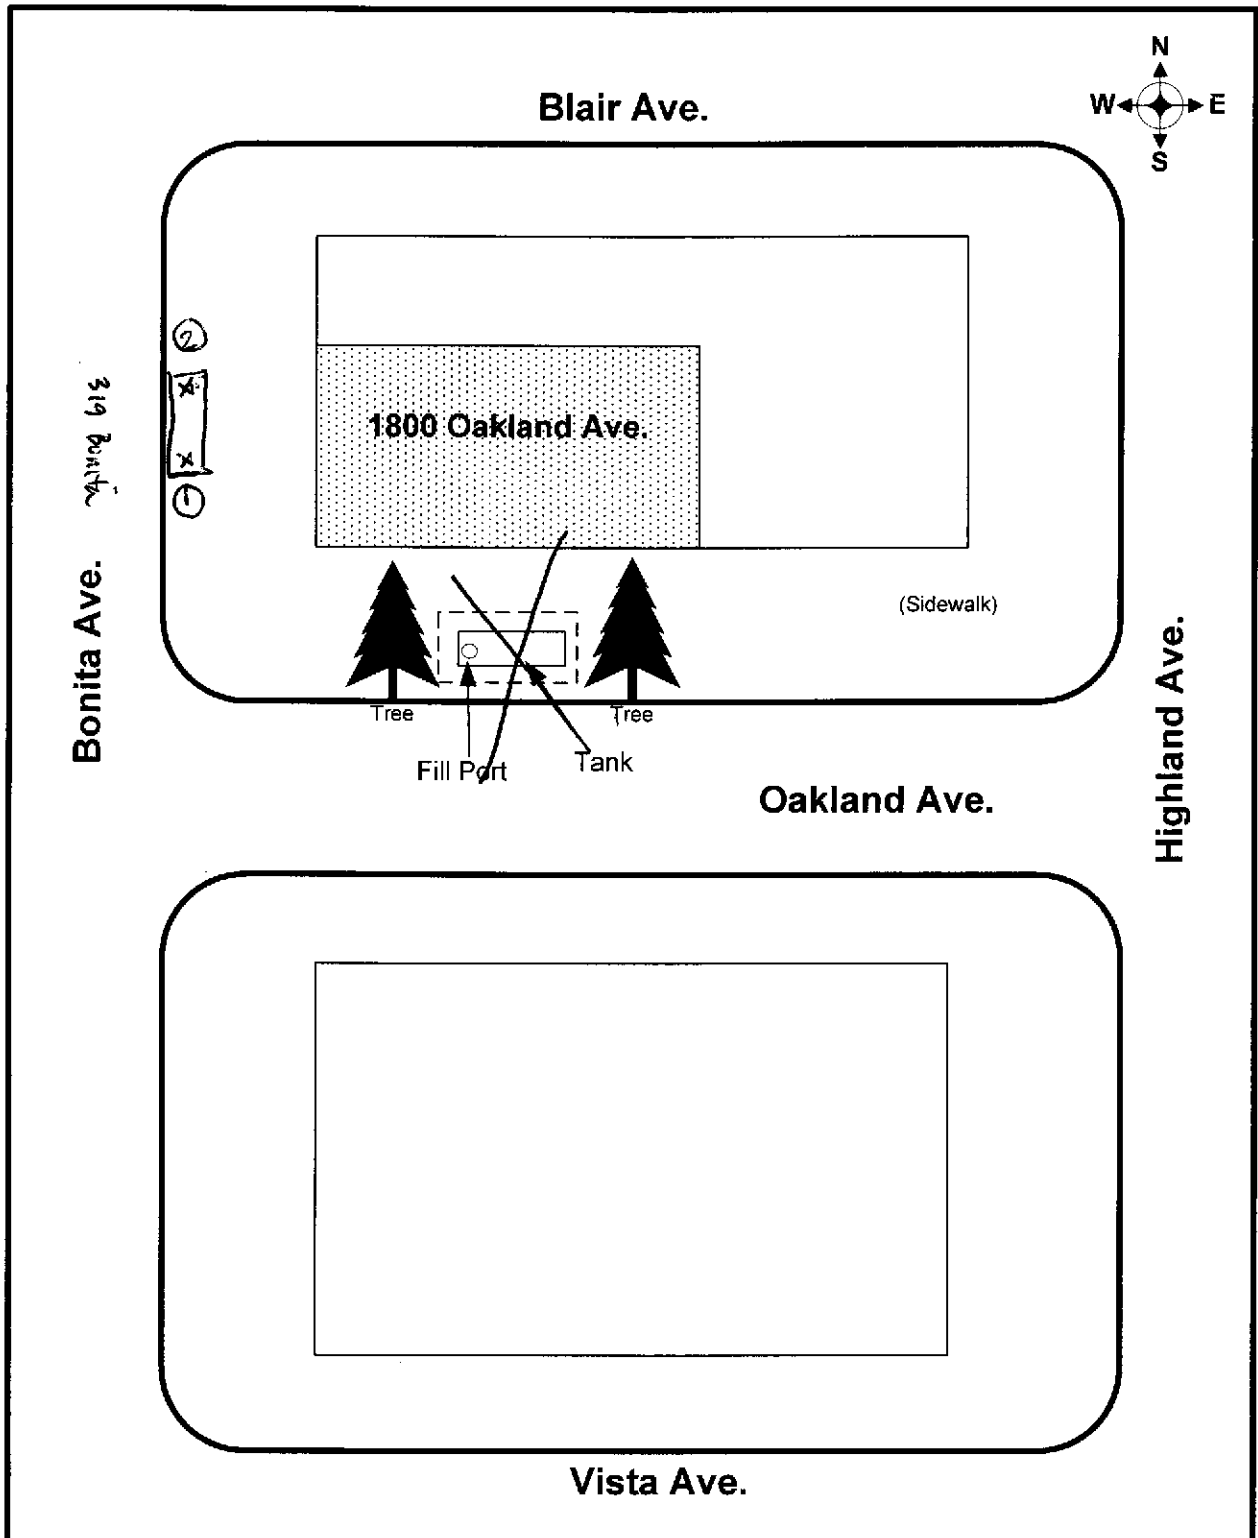 N
Blair Ave.
W E
S
2
X
319 Bonita
1800 Oakland Ave.
X
1
Bonita Ave.
(Sidewalk)
Highland Ave.
Tree
Tree
Fill Port
Tank
Oakland Ave.
Vista Ave.